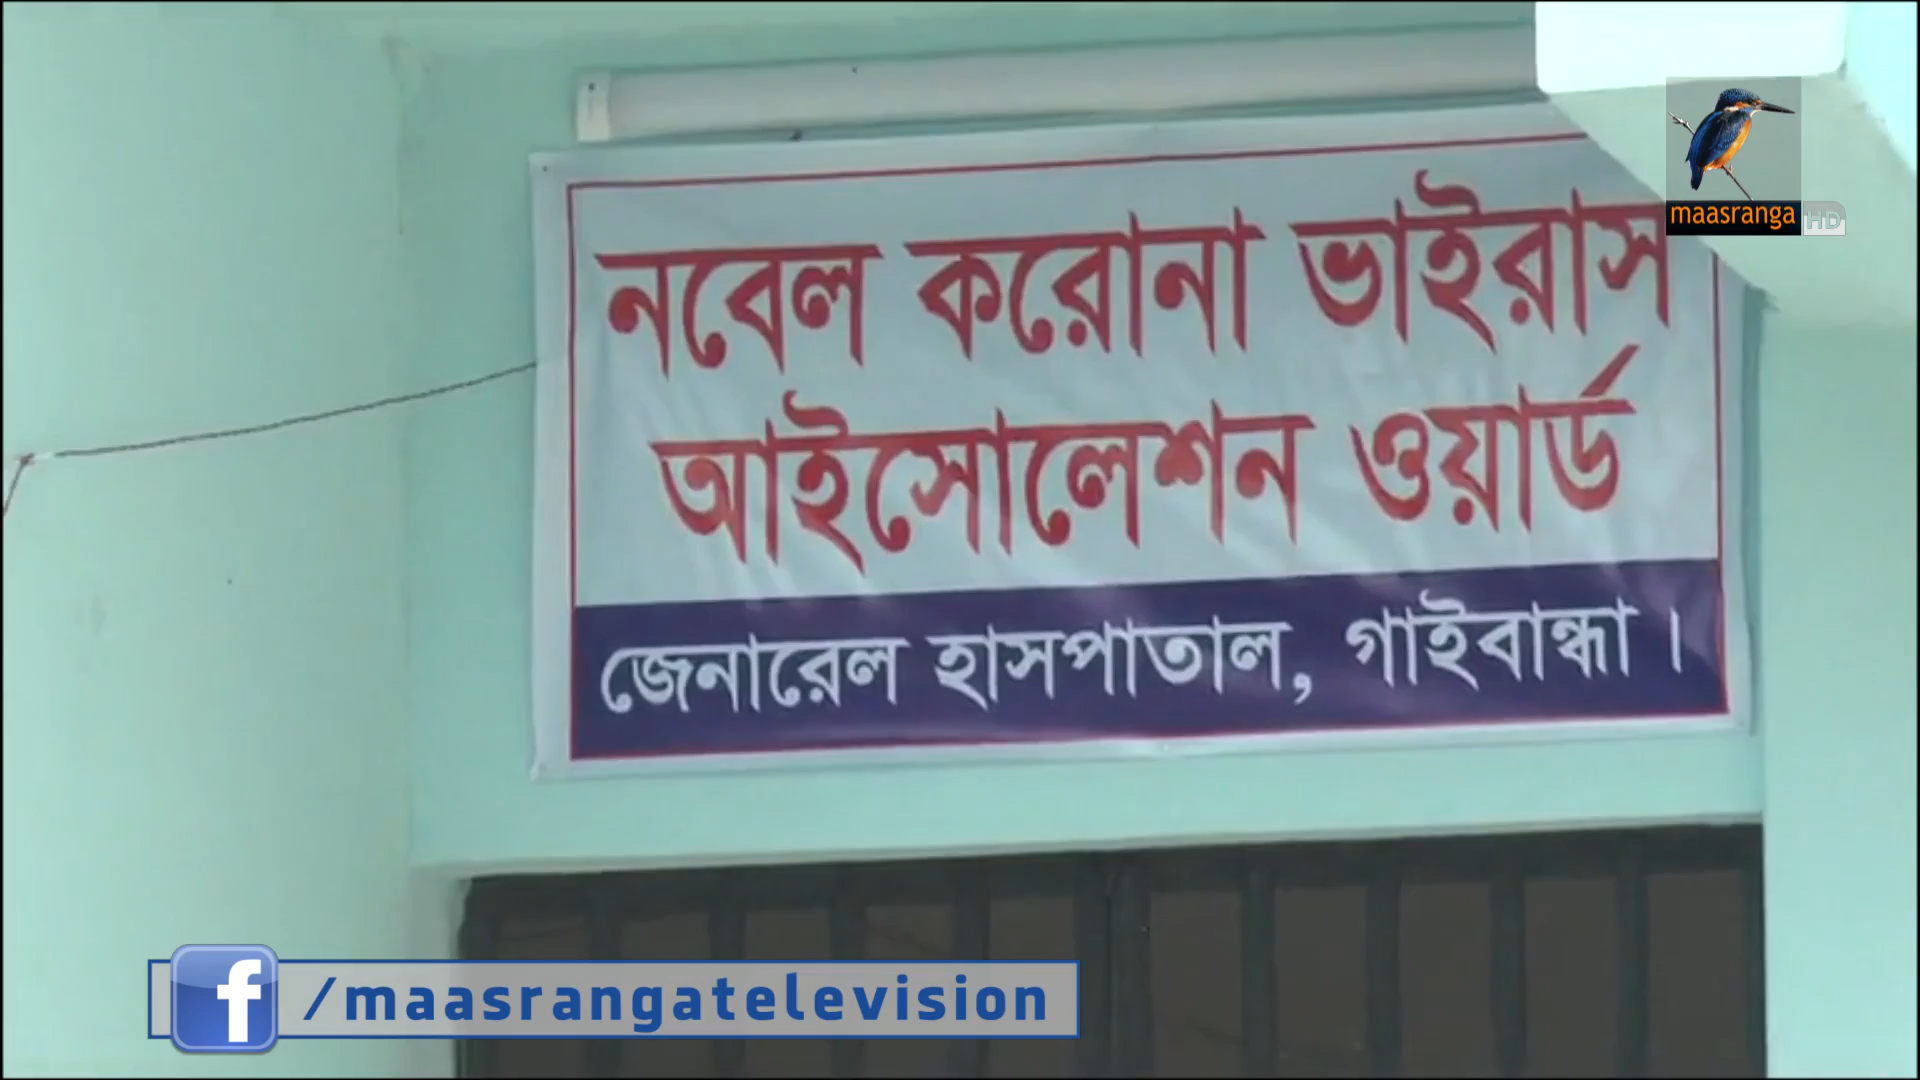 maasranga HD
নবেল করোনা ভাইরাস
আইসোলেশন ওয়ার্ড
জেনারেল হাসপাতাল, গাইবান্ধা।
f /maasrangatelevision